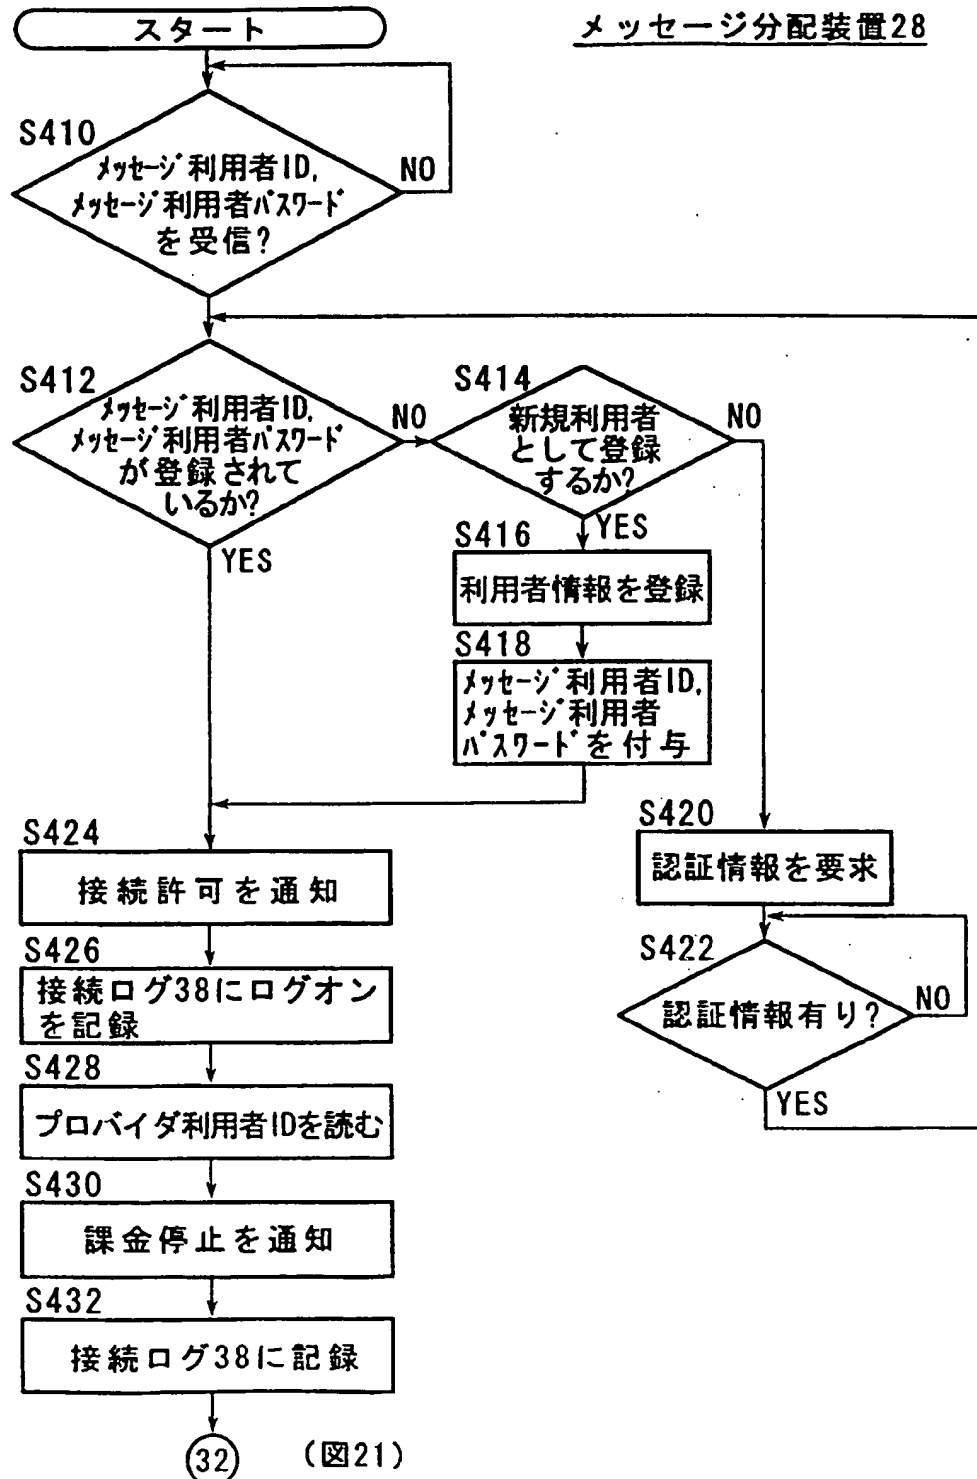 スタート
メッセージ分配装置28
S410
メッセージ利用者ID,
メッセージ利用者パスワード
を受信?
NO
S412
メッセージ利用者ID,
メッセージ利用者パスワード
が登録されて
いるか?
NO
YES
S414
新規利用者
として登録
するか?
NO
YES
S416
利用者情報を登録
S418
メッセージ利用者ID,
メッセージ利用者
パスワードを付与
S420
認証情報を要求
S422
認証情報有り?
NO
YES
S424
接続許可を通知
S426
接続ログ38にログオン
を記録
S428
プロバイダ利用者IDを読む
S430
課金停止を通知
S432
接続ログ38に記録
32
(図21)